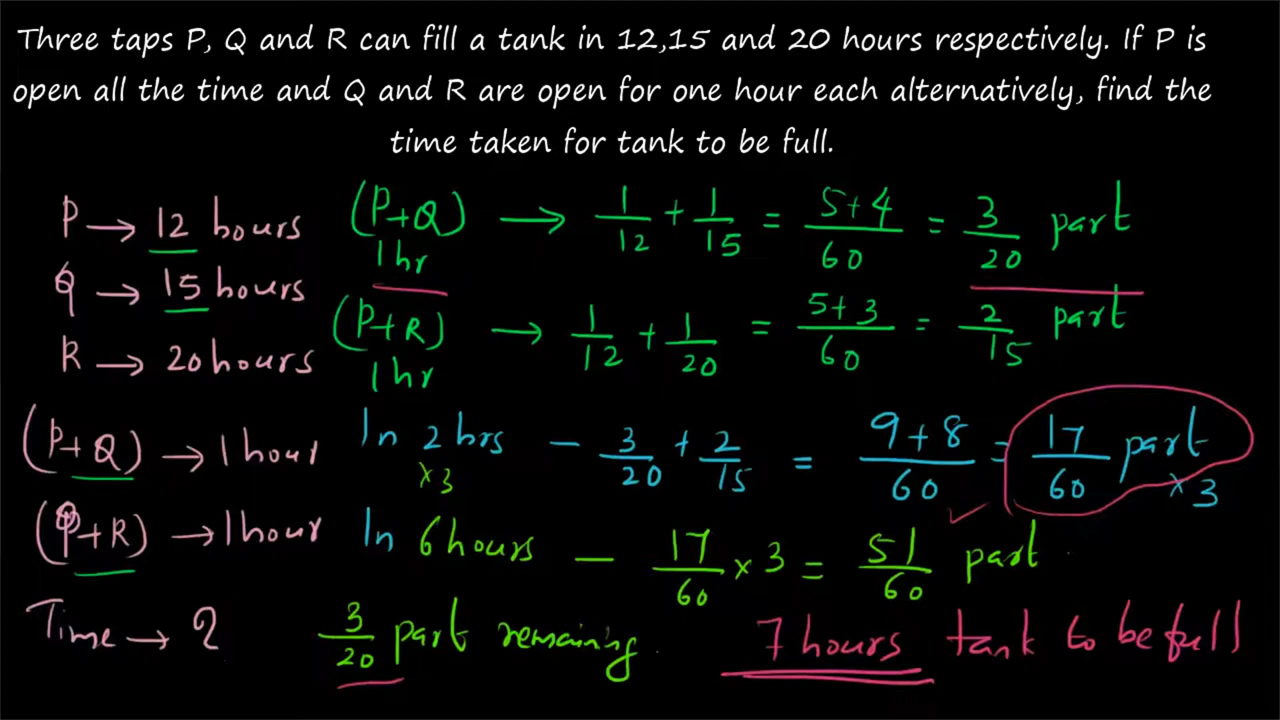 Three taps P, Q and R can fill a tank in 12,15 and 20 hours respectively. If P is
open all the time and Q and R are open for one hour each alternatively, find the
time taken for tank to be full.
P → 12 hours
Q → 15 hours
R → 20 hours
(P+Q) 1 hr → 1/12 + 1/15 = 5+4/60 = 3/20 part
(P+R) 1 hr → 1/12 + 1/20 = 5+3/60 = 2/15 part
(P+Q) → 1 hour
(P+R) → 1 hour
Time → ?
In 2 hrs – 3/20 + 2/15 = 9+8/60 = 17/60 part
×3 ×3
In 6 hours – 17/60 × 3 = 51/60 part
3/20 part remaining.
7 hours tank to be full